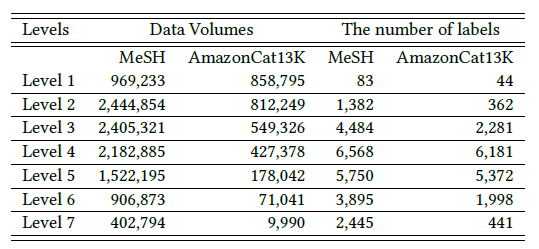 Levels Data Volumes The number of labels
MeSH AmazonCat13K MeSH AmazonCat13K
Level 1 969,233 858,795 83 44
Level 2 2,444,854 812,249 1,382 362
Level 3 2,405,321 549,326 4,484 2,281
Level 4 2,182,885 427,378 6,568 6,181
Level 5 1,522,195 178,042 5,750 5,372
Level 6 906,873 71,041 3,895 1,998
Level 7 402,794 9,990 2,445 441